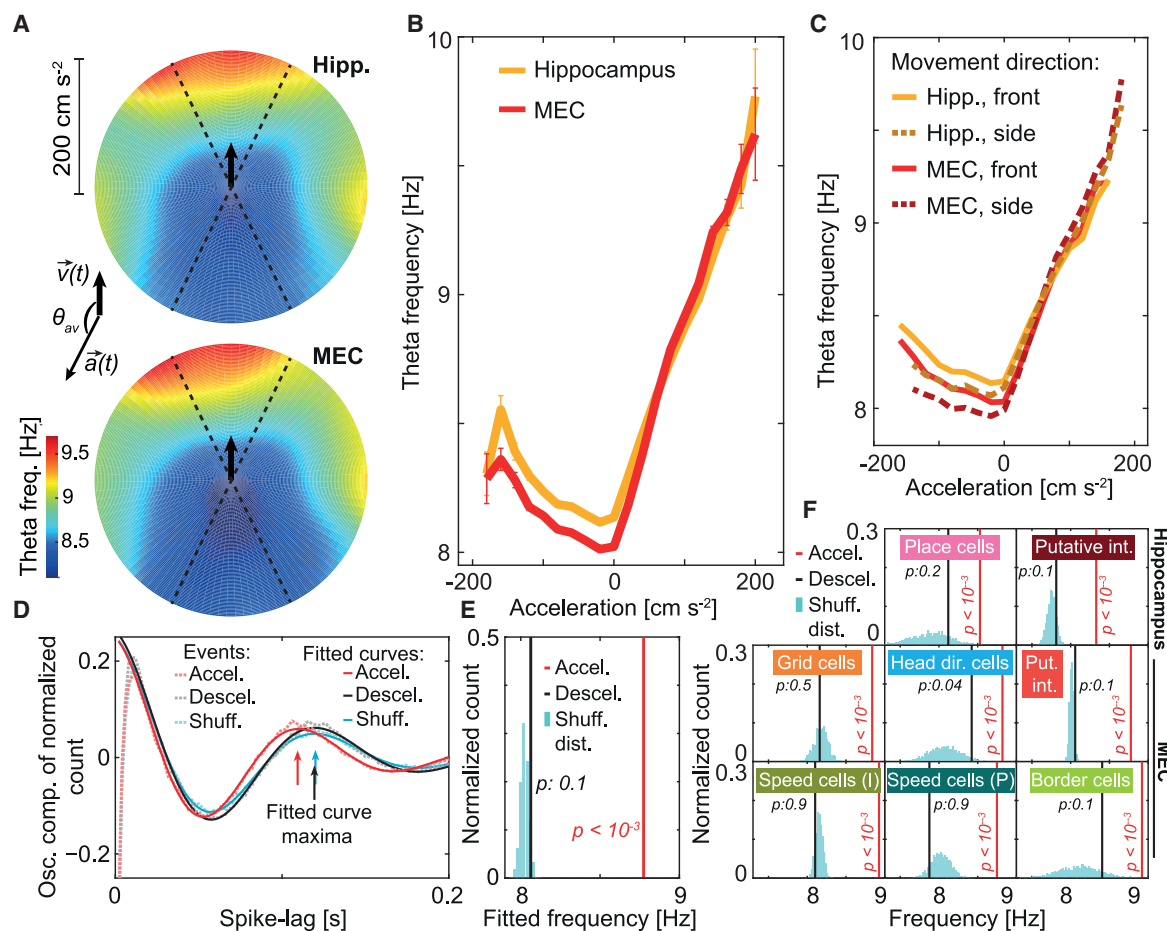 A
200 cm s-2
Hipp.
v(t)
θav
a(t)
MEC
Theta freq. [Hz]
9.5
9
8.5
B
10
9
8
Theta frequency [Hz]
Hippocampus
MEC
-200
0
200
Acceleration [cm s-2]
C
10
9
8
Theta frequency [Hz]
Movement direction:
Hipp., front
Hipp., side
MEC, front
MEC, side
-200
0
200
Acceleration [cm s-2]
D
0.2
0.0
−0.2
Osc. comp. of normalized
count
Events:
Accel.
Descel.
Shuff.
Fitted curves:
Accel.
Descel.
Shuff.
Fitted curve
maxima
0
0.2
Spike-lag [s]
E
0.5
0
Normalized count
Accel.
Descel.
Shuff.
dist.
p: 0.1
p < 10-3
8
9
Fitted frequency [Hz]
F
Accel.
Descel.
Shuff.
dist.
0.3
0
Place cells
p:0.2
p < 10-3
Putative int.
p:0.1
p < 10-3
Hippocampus
0.3
0
Grid cells
p:0.5
p < 10-3
Head dir. cells
p:0.04
p < 10-3
Put.
int.
p:0.1
p < 10-3
MEC
Normalized count
0.3
0
Speed cells (I)
p:0.9
p < 10-3
Speed cells (P)
p:0.9
p < 10-3
Border cells
p:0.1
p < 10-3
8
9
8
9
8
9
Frequency [Hz]